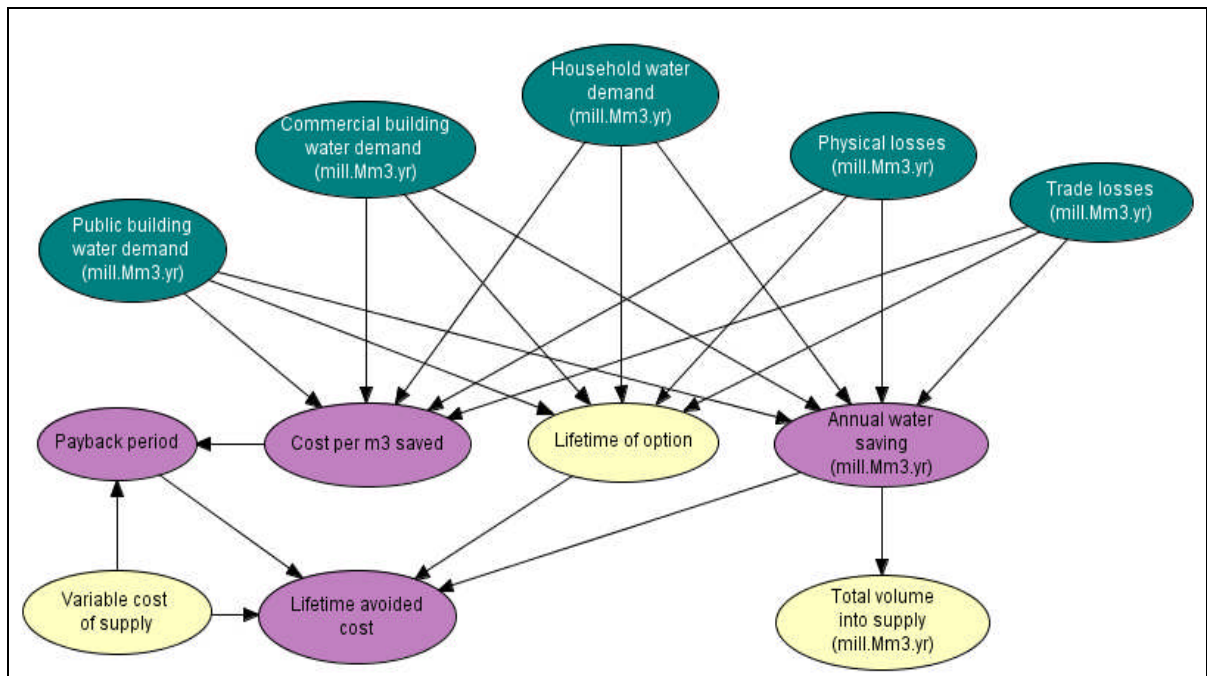 Household water
demand
(mill.Mm3.yr)
Commercial building
water demand
(mill.Mm3.yr)
Physical losses
(mill.Mm3.yr)
Trade losses
(mill.Mm3.yr)
Public building
water demand
(mill.Mm3.yr)
Payback period
Cost per m3 saved
Lifetime of option
Annual water
saving
(mill.Mm3.yr)
Variable cost
of supply
Lifetime avoided
cost
Total volume
into supply
(mill.Mm3.yr)